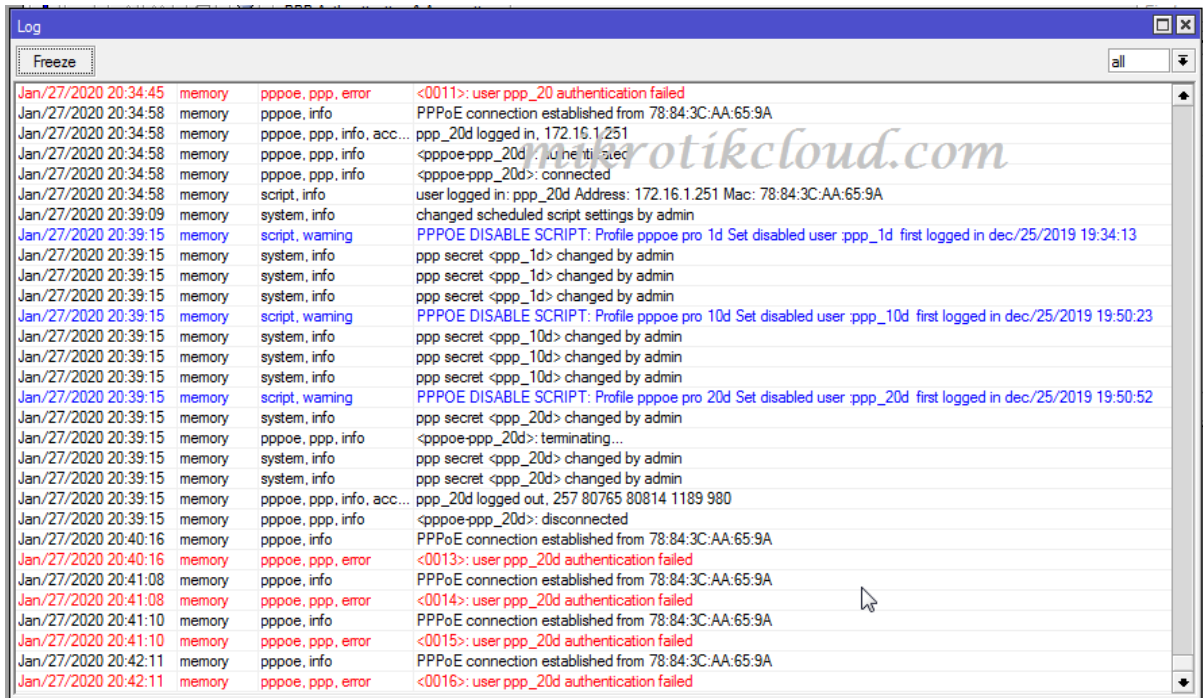 Log
Freeze
all
Jan/27/2020 20:34:45 memory pppoe, ppp, error <0011>: user ppp_20 authentication failed
Jan/27/2020 20:34:58 memory pppoe, info PPPoE connection established from 78:84:3C:AA:65:9A
Jan/27/2020 20:34:58 memory pppoe, ppp, info, acc... ppp_20d logged in, 172.16.1.251
mikrotikcloud.com
Jan/27/2020 20:34:58 memory pppoe, ppp, info <pppoe-ppp_20d>: authenticated
Jan/27/2020 20:34:58 memory pppoe, ppp, info <pppoe-ppp_20d>: connected
Jan/27/2020 20:34:58 memory script, info user logged in: ppp_20d Address: 172.16.1.251 Mac: 78:84:3C:AA:65:9A
Jan/27/2020 20:39:09 memory system, info changed scheduled script settings by admin
Jan/27/2020 20:39:15 memory script, warning PPPOE DISABLE SCRIPT: Profile pppoe pro 1d Set disabled user :ppp_1d first logged in dec/25/2019 19:34:13
Jan/27/2020 20:39:15 memory system, info ppp secret <ppp_1d> changed by admin
Jan/27/2020 20:39:15 memory system, info ppp secret <ppp_1d> changed by admin
Jan/27/2020 20:39:15 memory system, info ppp secret <ppp_1d> changed by admin
Jan/27/2020 20:39:15 memory script, warning PPPOE DISABLE SCRIPT: Profile pppoe pro 10d Set disabled user :ppp_10d first logged in dec/25/2019 19:50:23
Jan/27/2020 20:39:15 memory system, info ppp secret <ppp_10d> changed by admin
Jan/27/2020 20:39:15 memory system, info ppp secret <ppp_10d> changed by admin
Jan/27/2020 20:39:15 memory system, info ppp secret <ppp_10d> changed by admin
Jan/27/2020 20:39:15 memory script, warning PPPOE DISABLE SCRIPT: Profile pppoe pro 20d Set disabled user :ppp_20d first logged in dec/25/2019 19:50:52
Jan/27/2020 20:39:15 memory system, info ppp secret <ppp_20d> changed by admin
Jan/27/2020 20:39:15 memory pppoe, ppp, info <pppoe-ppp_20d>: terminating...
Jan/27/2020 20:39:15 memory system, info ppp secret <ppp_20d> changed by admin
Jan/27/2020 20:39:15 memory system, info ppp secret <ppp_20d> changed by admin
Jan/27/2020 20:39:15 memory pppoe, ppp, info, acc... ppp_20d logged out, 257 80765 80814 1189 980
Jan/27/2020 20:39:15 memory pppoe, ppp, info <pppoe-ppp_20d>: disconnected
Jan/27/2020 20:40:16 memory pppoe, info PPPoE connection established from 78:84:3C:AA:65:9A
Jan/27/2020 20:40:16 memory pppoe, ppp, error <0013>: user ppp_20d authentication failed
Jan/27/2020 20:41:08 memory pppoe, info PPPoE connection established from 78:84:3C:AA:65:9A
Jan/27/2020 20:41:08 memory pppoe, ppp, error <0014>: user ppp_20d authentication failed
Jan/27/2020 20:41:10 memory pppoe, info PPPoE connection established from 78:84:3C:AA:65:9A
Jan/27/2020 20:41:10 memory pppoe, ppp, error <0015>: user ppp_20d authentication failed
Jan/27/2020 20:42:11 memory pppoe, info PPPoE connection established from 78:84:3C:AA:65:9A
Jan/27/2020 20:42:11 memory pppoe, ppp, error <0016>: user ppp_20d authentication failed